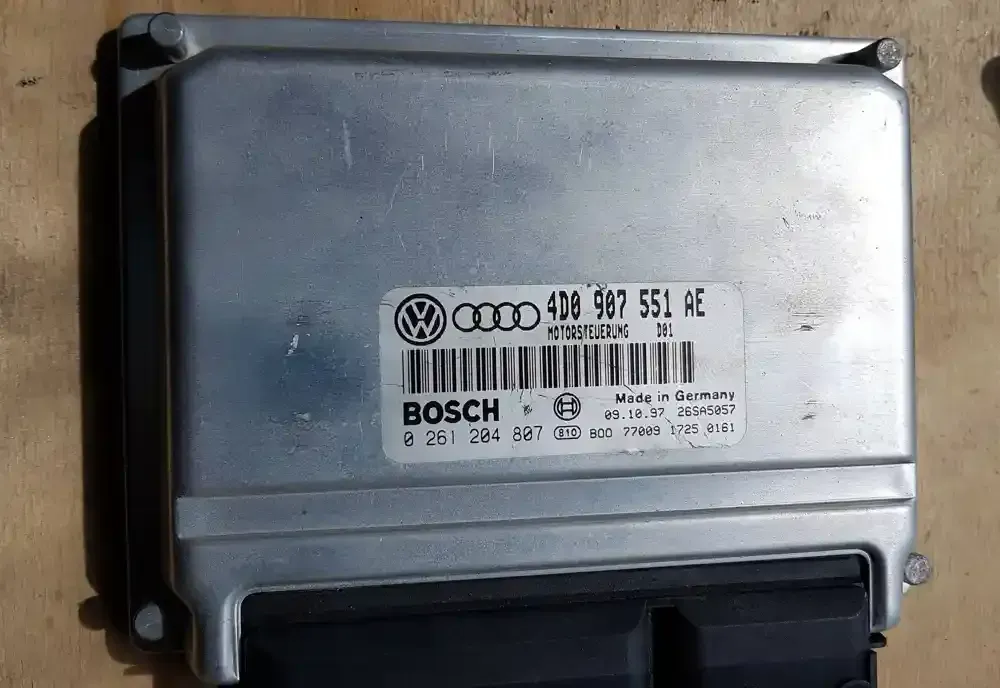 4D0 907 551 AE
MOTORSTEUERUNG D01
BOSCH
Made in Germany
09.10.97 26SA5057
0 261 204 807 810 B00 77009 1725 0161